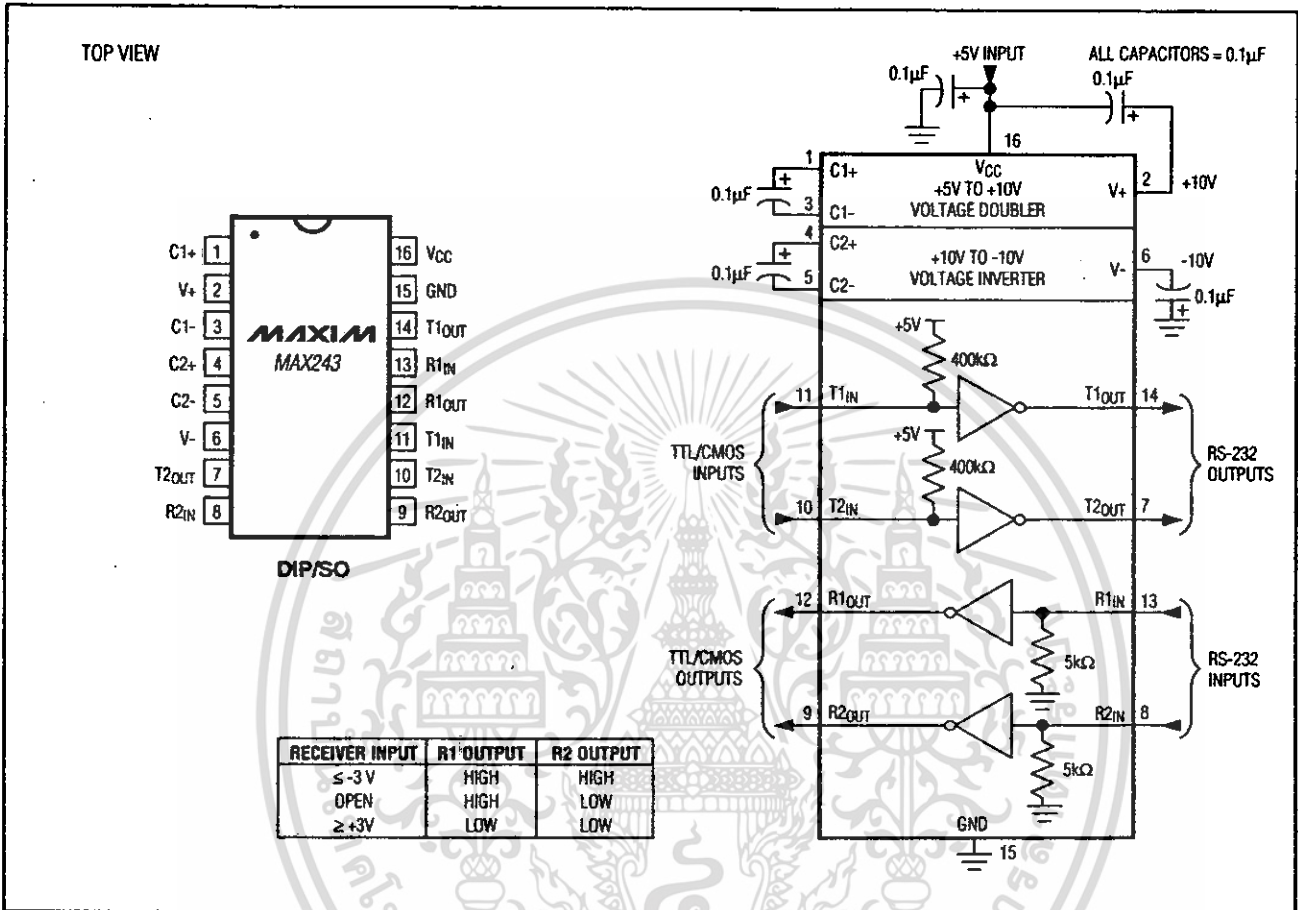 TOP VIEW
C1+ 1
V+ 2
C1- 3
C2+ 4
C2- 5
V- 6
T2OUT 7
R2IN 8
16 VCC
15 GND
14 T1OUT
13 R1IN
12 R1OUT
11 T1IN
10 T2IN
9 R2OUT
MAXIM
MAX243
DIP/SO
RECEIVER INPUT R1 OUTPUT R2 OUTPUT
≤ -3 V HIGH HIGH
OPEN HIGH LOW
≥ +3V LOW LOW
+5V INPUT
ALL CAPACITORS = 0.1µF
0.1µF
+
0.1µF
+
16
VCC
1 C1+
+
0.1µF
3 C1-
+5V TO +10V
VOLTAGE DOUBLER
V+ 2 +10V
4 C2+
+
0.1µF
5 C2-
+10V TO -10V
VOLTAGE INVERTER
V- 6 -10V
0.1µF
+
+5V
400kΩ
11 T1IN
T1OUT 14
TTL/CMOS
INPUTS
+5V
400kΩ
RS-232
OUTPUTS
10 T2IN
T2OUT 7
12 R1OUT
R1IN 13
TTL/CMOS
OUTPUTS
5kΩ
RS-232
INPUTS
9 R2OUT
R2IN 8
5kΩ
GND
15